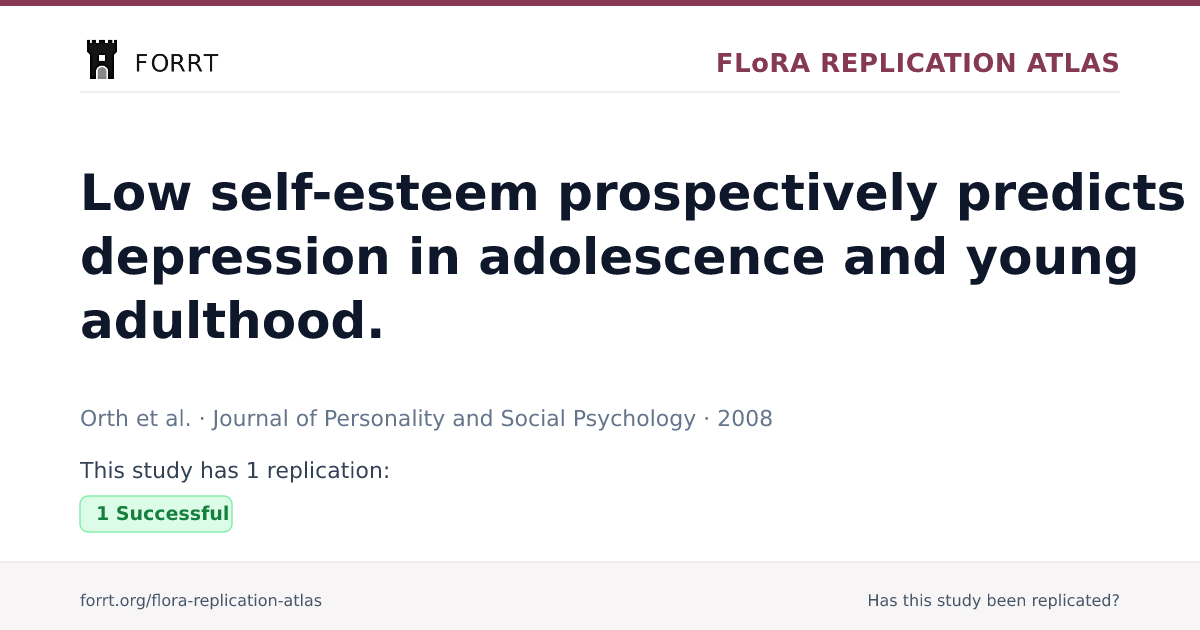 FORRT
FLoRA REPLICATION ATLAS
Low self-esteem prospectively predicts
depression in adolescence and young
adulthood.
Orth et al. · Journal of Personality and Social Psychology · 2008
This study has 1 replication:
1 Successful
forrt.org/flora-replication-atlas
Has this study been replicated?